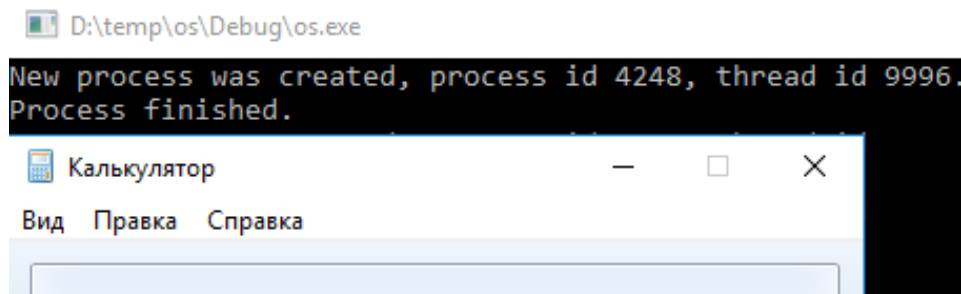 D:\temp\os\Debug\os.exe
New process was created, process id 4248, thread id 9996.
Process finished.
Калькулятор
Вид Правка Справка